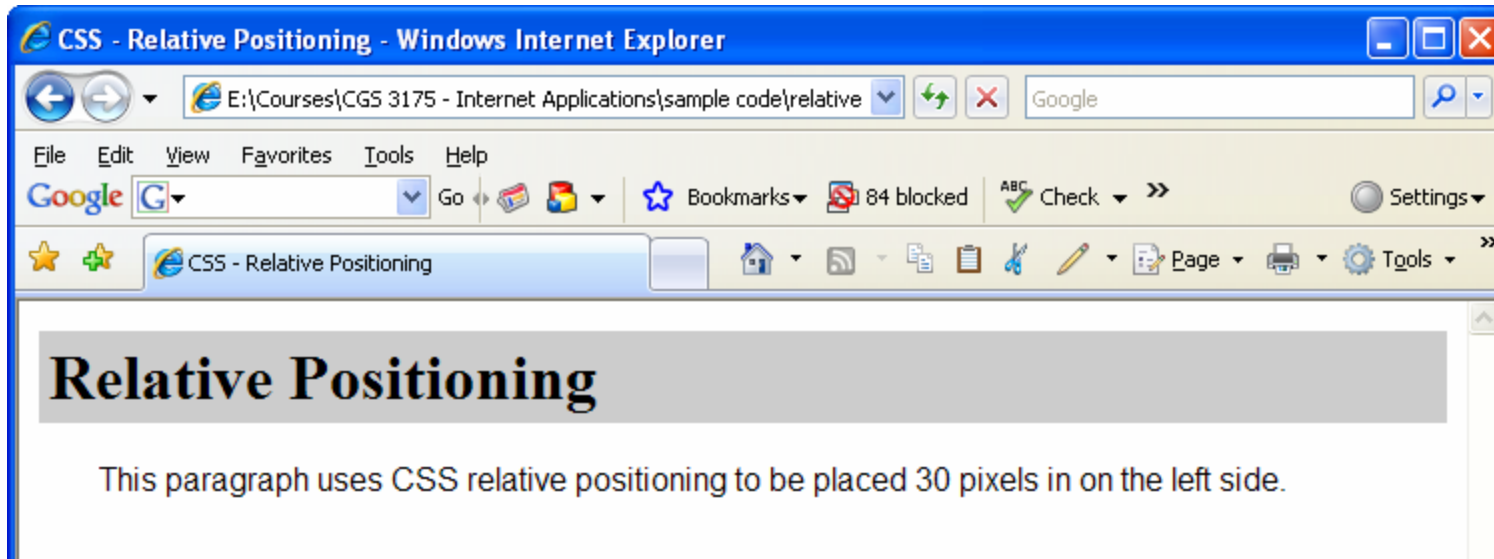 CSS - Relative Positioning - Windows Internet Explorer
E:\Courses\CGS 3175 - Internet Applications\sample code\relative Google
File Edit View Favorites Tools Help
Google G Go Bookmarks 84 blocked ABC Check » Settings
CSS - Relative Positioning Page Tools »
Relative Positioning
This paragraph uses CSS relative positioning to be placed 30 pixels in on the left side.